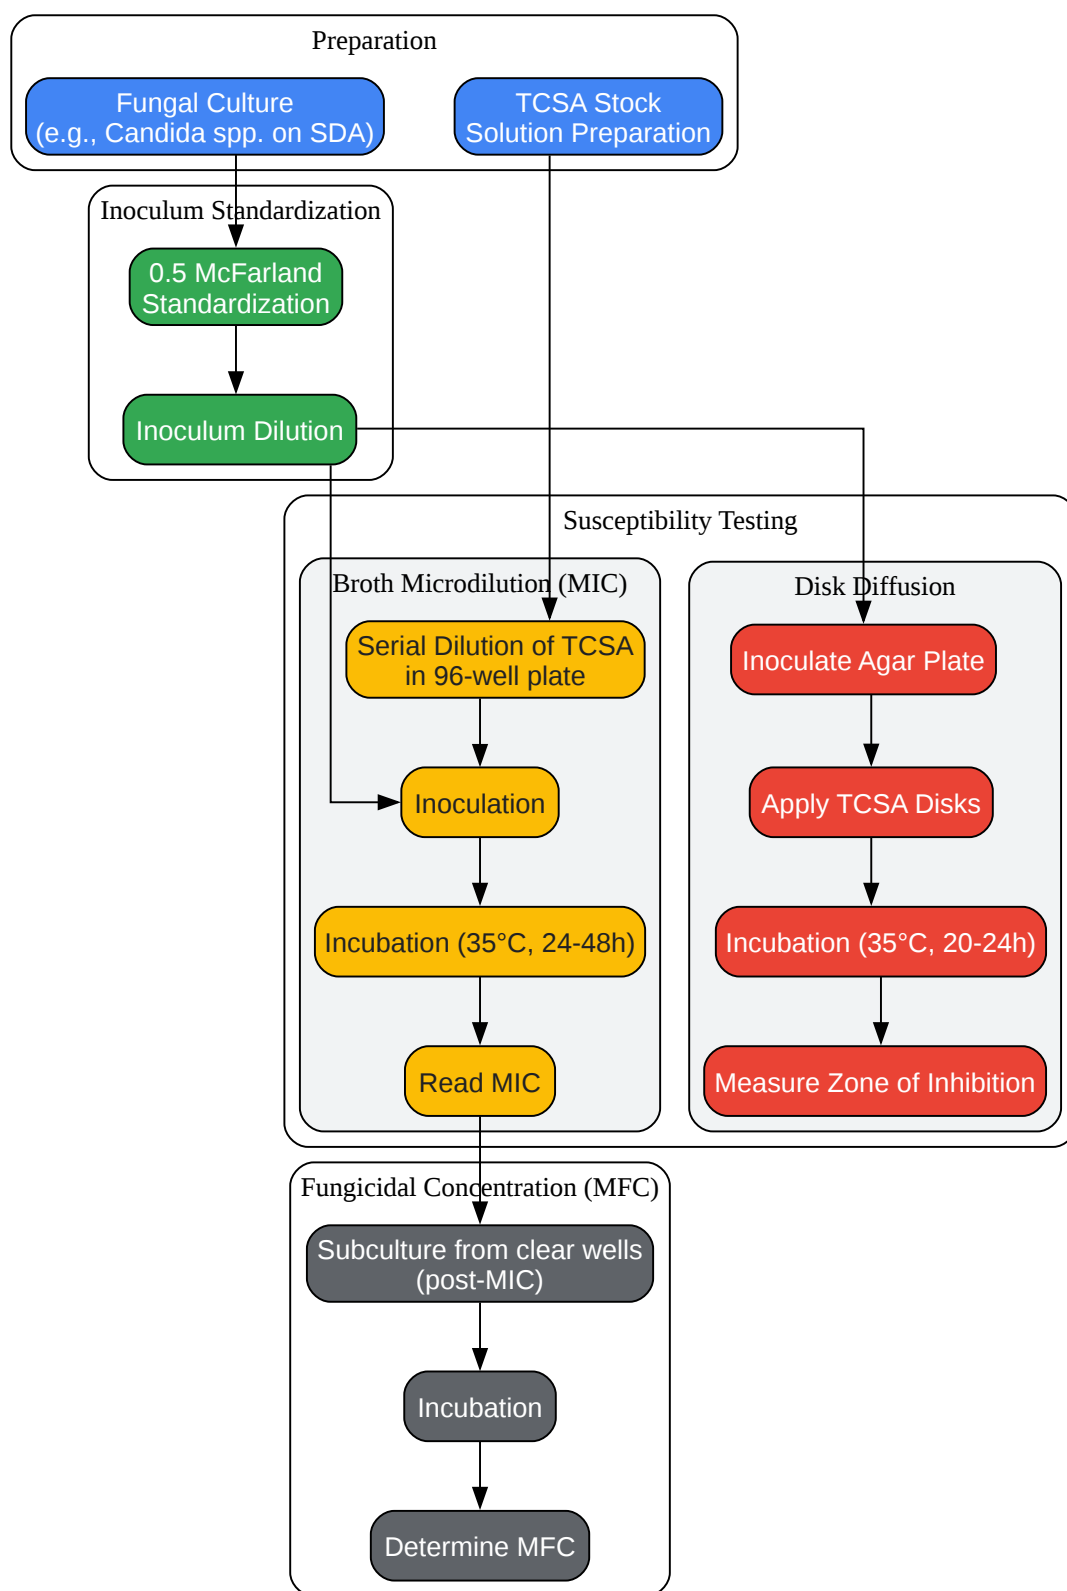 Preparation
Fungal Culture
(e.g., Candida spp. on SDA)
TCSA Stock
Solution Preparation
Inoculum Standardization
0.5 McFarland
Standardization
Inoculum Dilution
Susceptibility Testing
Broth Microdilution (MIC)
Serial Dilution of TCSA
in 96-well plate
Inoculation
Incubation (35°C, 24-48h)
Read MIC
Disk Diffusion
Inoculate Agar Plate
Apply TCSA Disks
Incubation (35°C, 20-24h)
Measure Zone of Inhibition
Fungicidal Concentration (MFC)
Subculture from clear wells
(post-MIC)
Incubation
Determine MFC